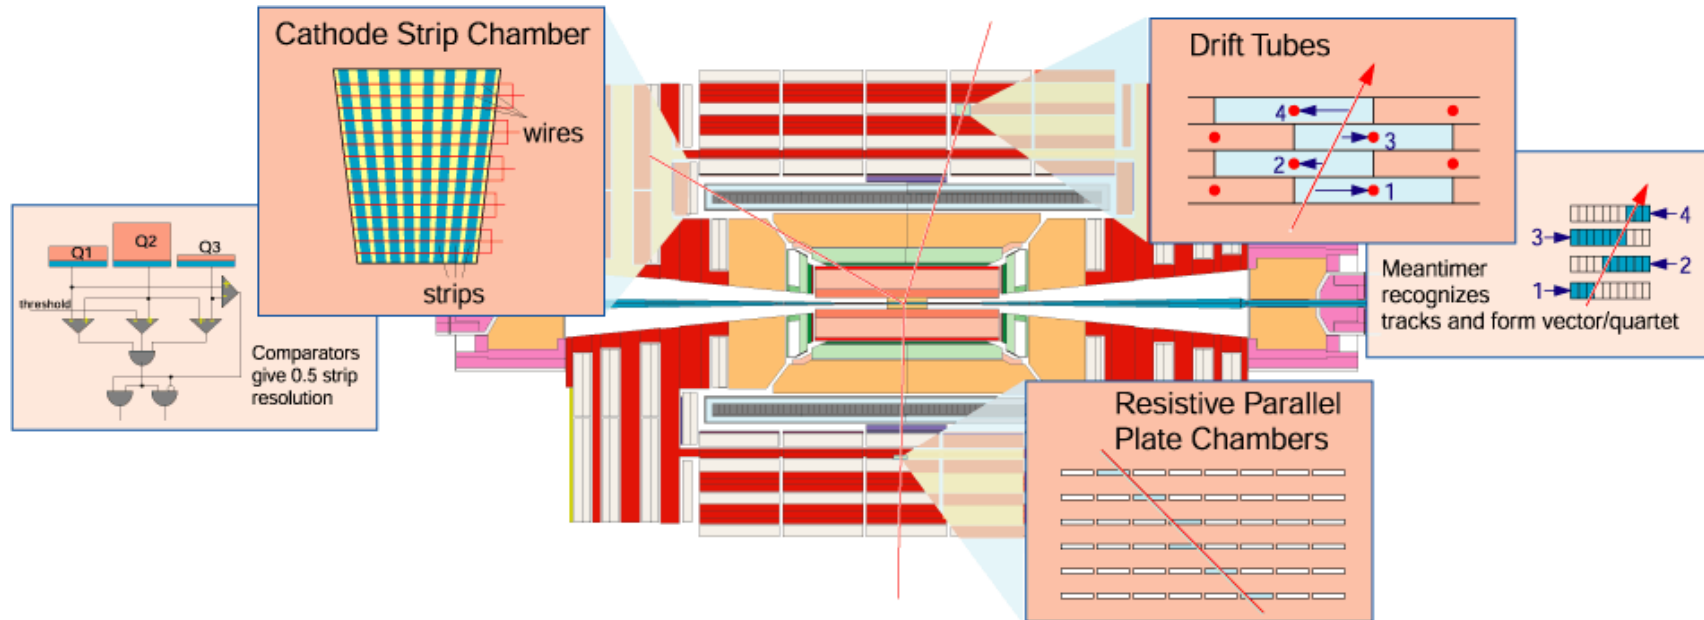 Cathode Strip Chamber
wires
strips
Q1
Q2
Q3
threshold
Comparators
give 0.5 strip
resolution
Drift Tubes
4
3
2
1
4
3
2
1
Meantimer
recognizes
tracks and form vector/quartet
Resistive Parallel
Plate Chambers